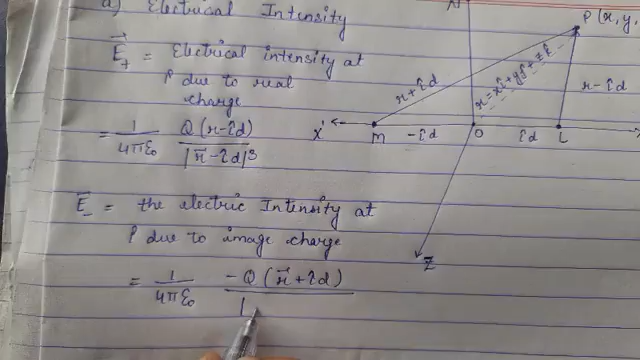 a) Electrical Intensity
E⃗₊ = Electrical intensity at
P due to real
charge
= 1/4πε₀ Q(r-îd)/|r⃗-îd|³
E⃗₋ = the electric Intensity at
P due to image charge
= 1/4πε₀ -Q(r⃗+îd)/|
N
P(x, y,
r+îd
r=xî+yĵ+zk̂
r-îd
X' M -îd O îd L
Z